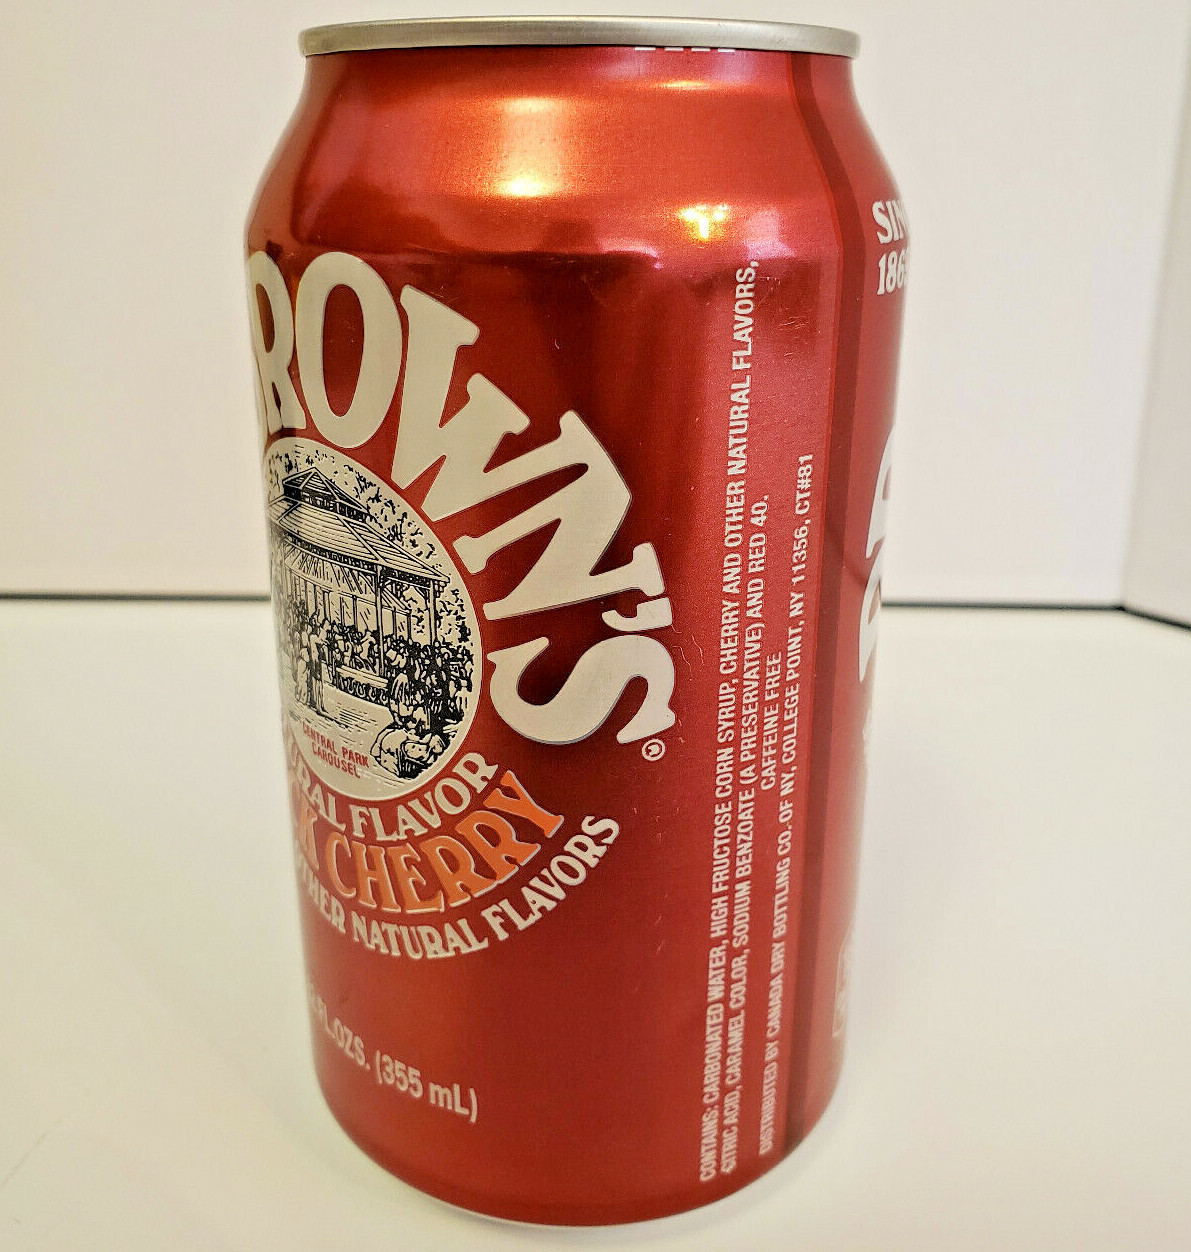 ROWN'S®
CENTRAL PARK
CAROUSEL
URAL FLAVOR
K CHERRY
THER NATURAL FLAVORS
FL.OZS. (355 mL)
CONTAINS: CARBONATED WATER, HIGH FRUCTOSE CORN SYRUP, CHERRY AND OTHER NATURAL FLAVORS,
CITRIC ACID, CARAMEL COLOR, SODIUM BENZOATE (A PRESERVATIVE) AND RED 40.
CAFFEINE FREE
DISTRIBUTED BY CANADA DRY BOTTLING CO. OF NY, COLLEGE POINT, NY 11356, CT#81
SIN
186